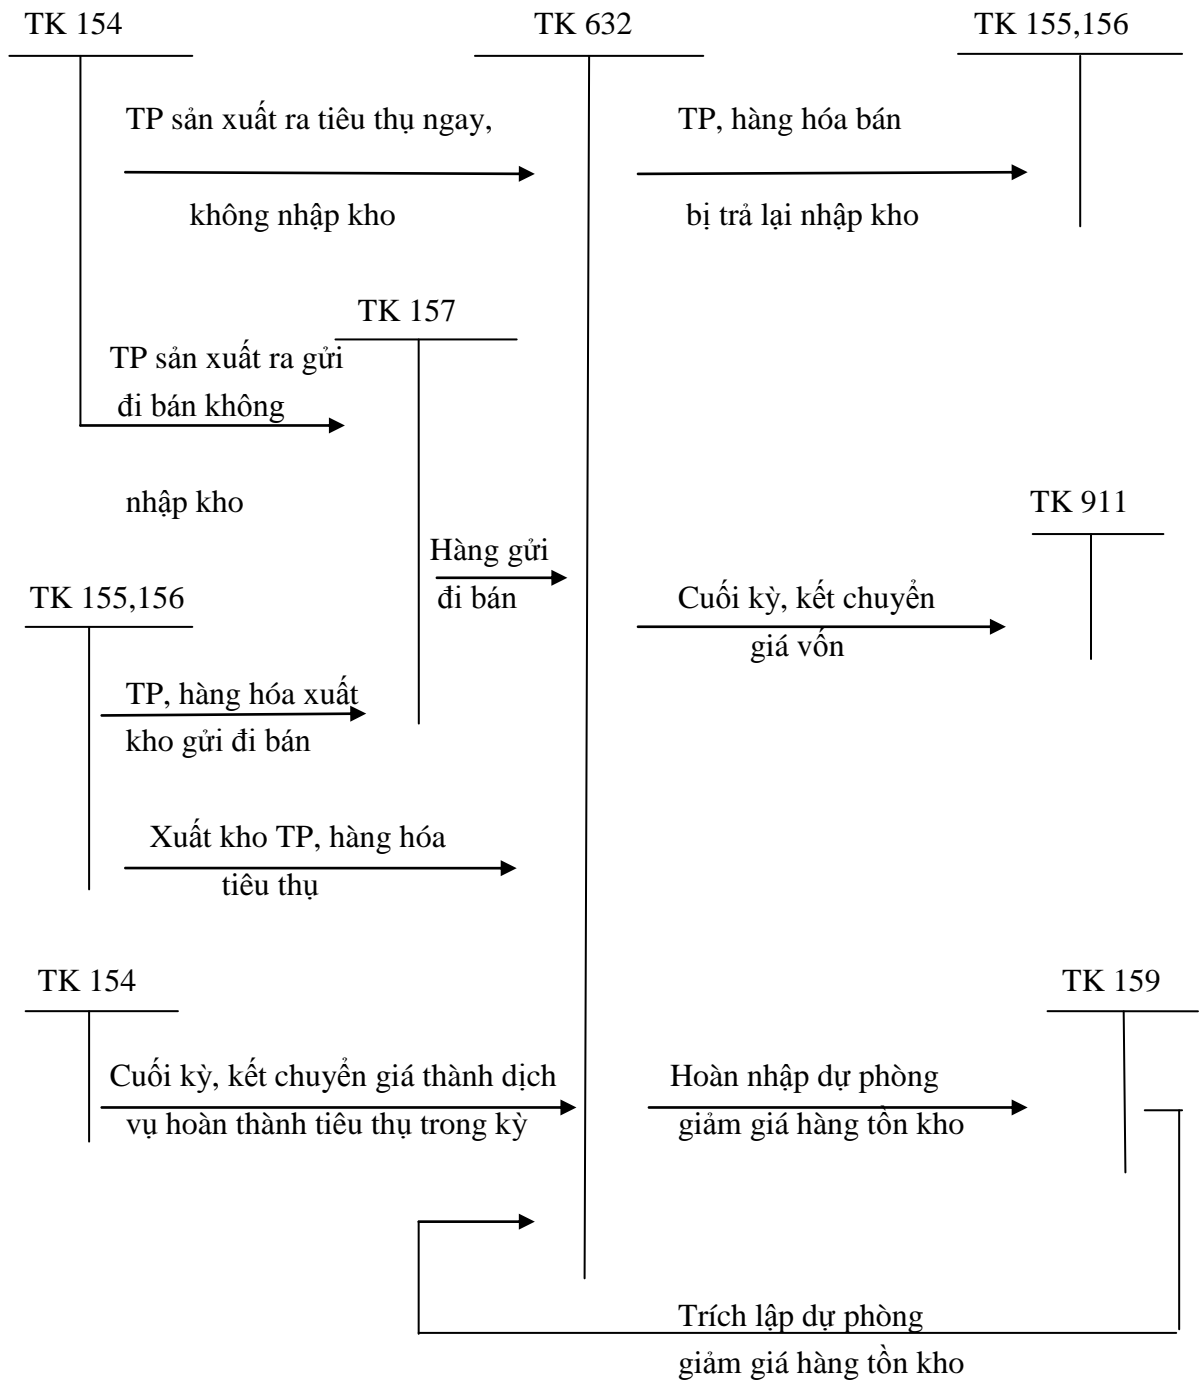 TK 154
TK 632
TK 155,156
TP sản xuất ra tiêu thụ ngay,
TP, hàng hóa bán
không nhập kho
bị trả lại nhập kho
TK 157
TP sản xuất ra gửi
đi bán không
nhập kho
TK 911
Hàng gửi
đi bán
TK 155,156
Cuối kỳ, kết chuyển
giá vốn
TP, hàng hóa xuất
kho gửi đi bán
Xuất kho TP, hàng hóa
tiêu thụ
TK 154
TK 159
Cuối kỳ, kết chuyển giá thành dịch
Hoàn nhập dự phòng
vụ hoàn thành tiêu thụ trong kỳ
giảm giá hàng tồn kho
Trích lập dự phòng
giảm giá hàng tồn kho